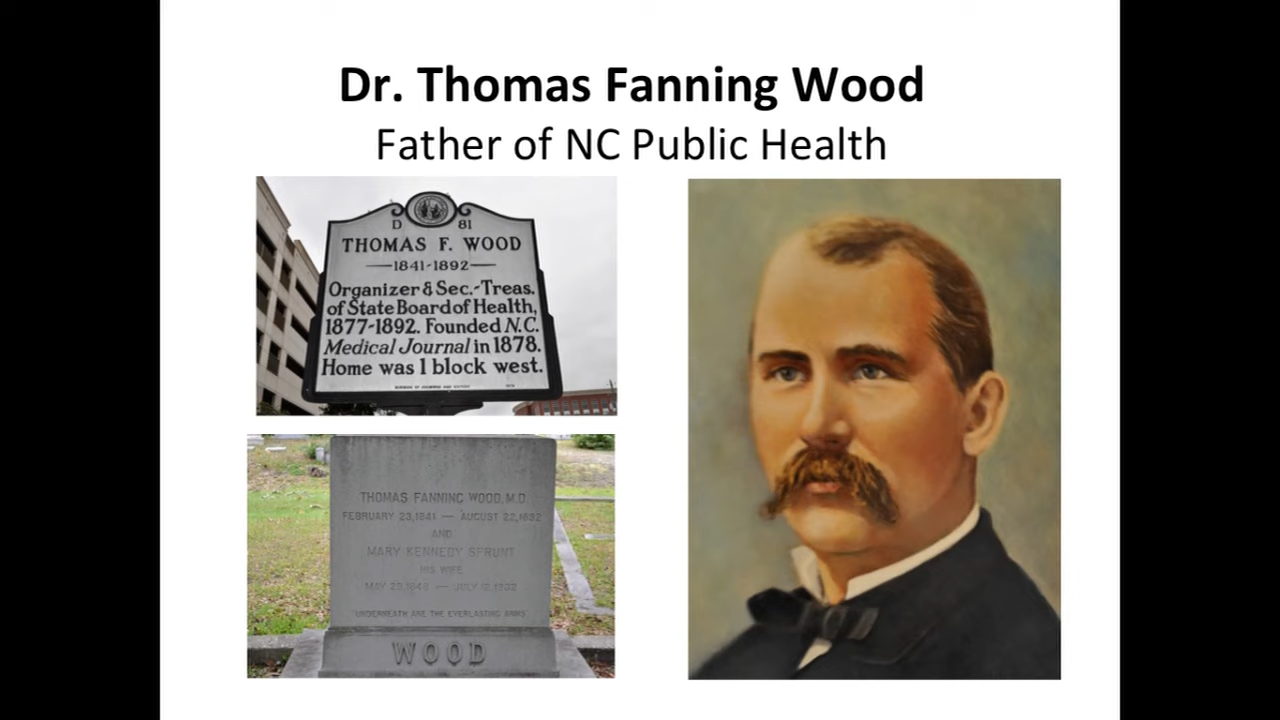 Dr. Thomas Fanning Wood
Father of NC Public Health
D 81
THOMAS F. WOOD
1841-1892
Organizer & Sec.-Treas.
of State Board of Health,
1877-1892. Founded N.C.
Medical Journal in 1878.
Home was 1 block west.
THOMAS FANNING WOOD, M.D.
FEBRUARY 23, 1841 — AUGUST 22, 1892
AND
MARY KENNEDY SPRUNT
HIS WIFE
"UNDERNEATH ARE THE EVERLASTING ARMS"
WOOD